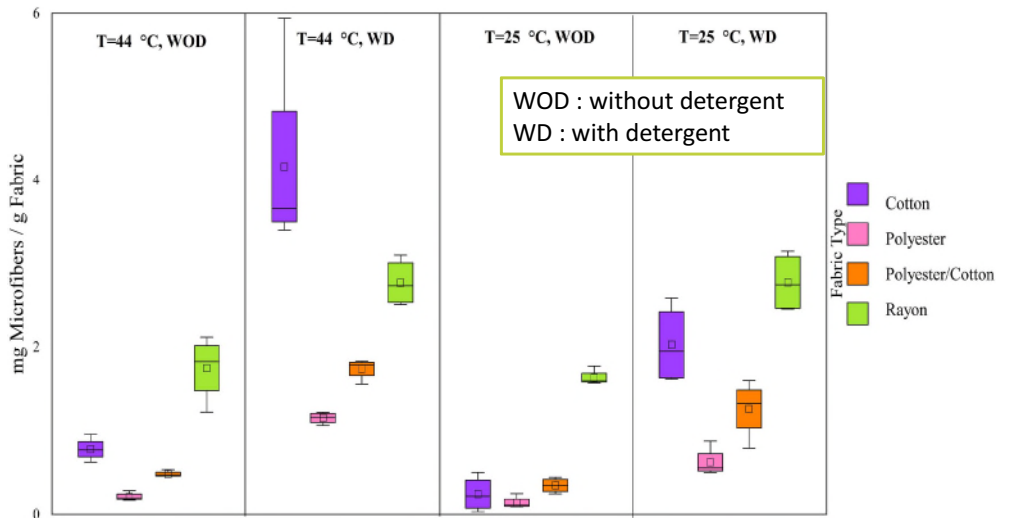 6
T=44 °C, WOD
T=44 °C, WD
T=25 °C, WOD
T=25 °C, WD
WOD : without detergent
WD : with detergent
4
mg Microfibers / g Fabric
2
0
Fabric Type
Cotton
Polyester
Polyester/Cotton
Rayon